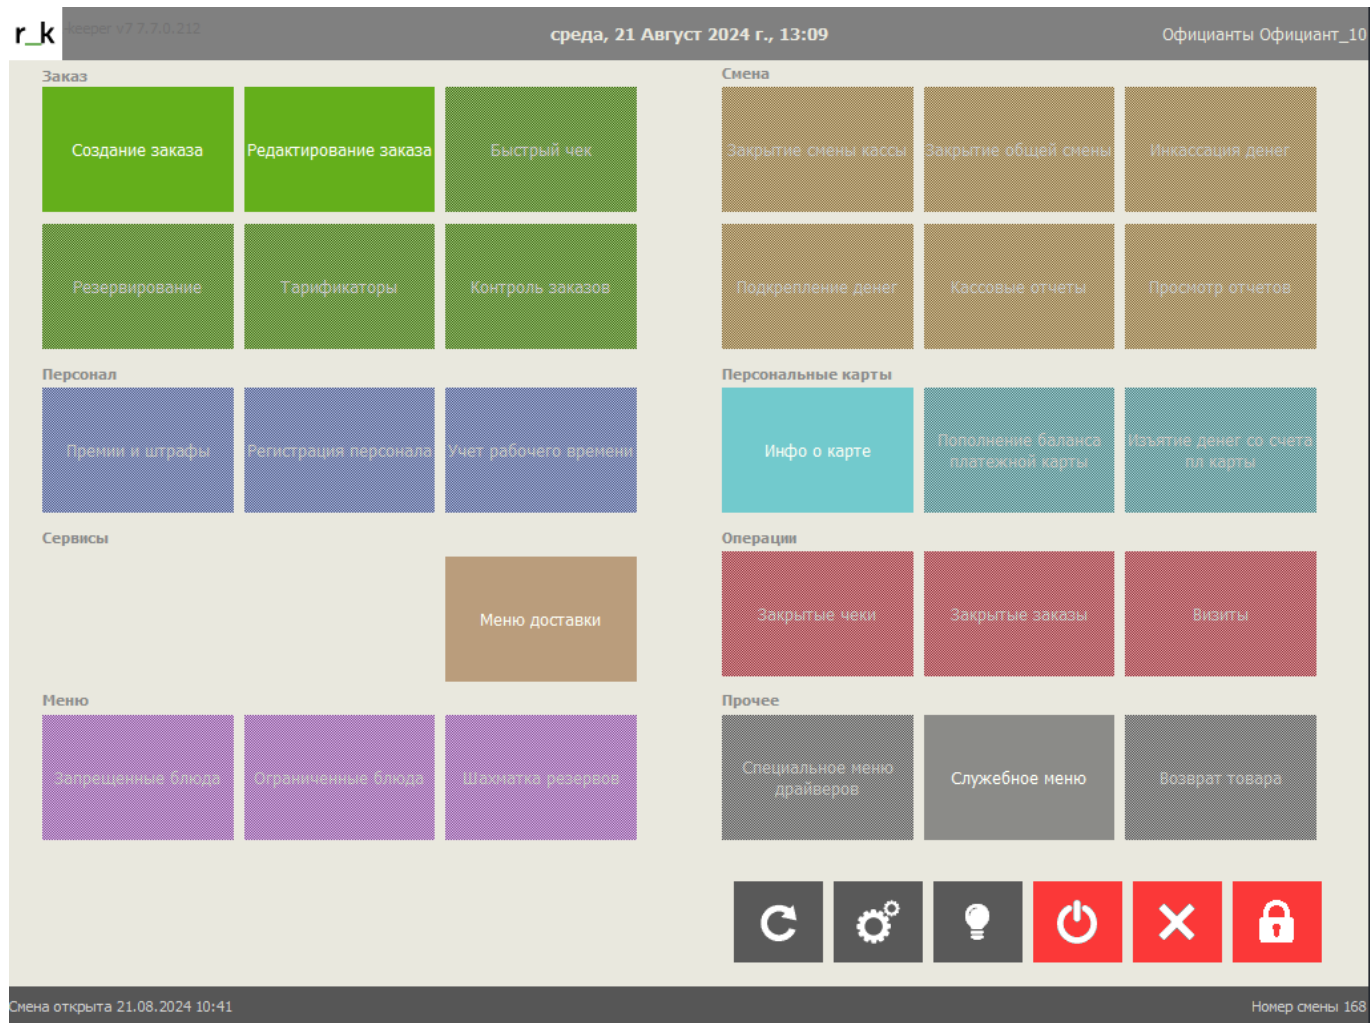 r_k
keeper v7 7.7.0.212
среда, 21 Август 2024 г., 13:09
Официанты Официант_10
Заказ
Создание заказа
Редактирование заказа
Быстрый чек
Резервирование
Тарификаторы
Контроль заказов
Смена
Закрытие смены кассы
Закрытие общей смены
Инкассация денег
Подкрепление денег
Кассовые отчеты
Просмотр отчетов
Персонал
Премии и штрафы
Регистрация персонала
Учет рабочего времени
Персональные карты
Инфо о карте
Пополнение баланса
платежной карты
Изъятие денег со счета
пл карты
Сервисы
Меню доставки
Операции
Закрытые чеки
Закрытые заказы
Визиты
Меню
Запрещенные блюда
Ограниченные блюда
Шахматка резервов
Прочее
Специальное меню
драйверов
Служебное меню
Возврат товара
Смена открыта 21.08.2024 10:41
Номер смены 168